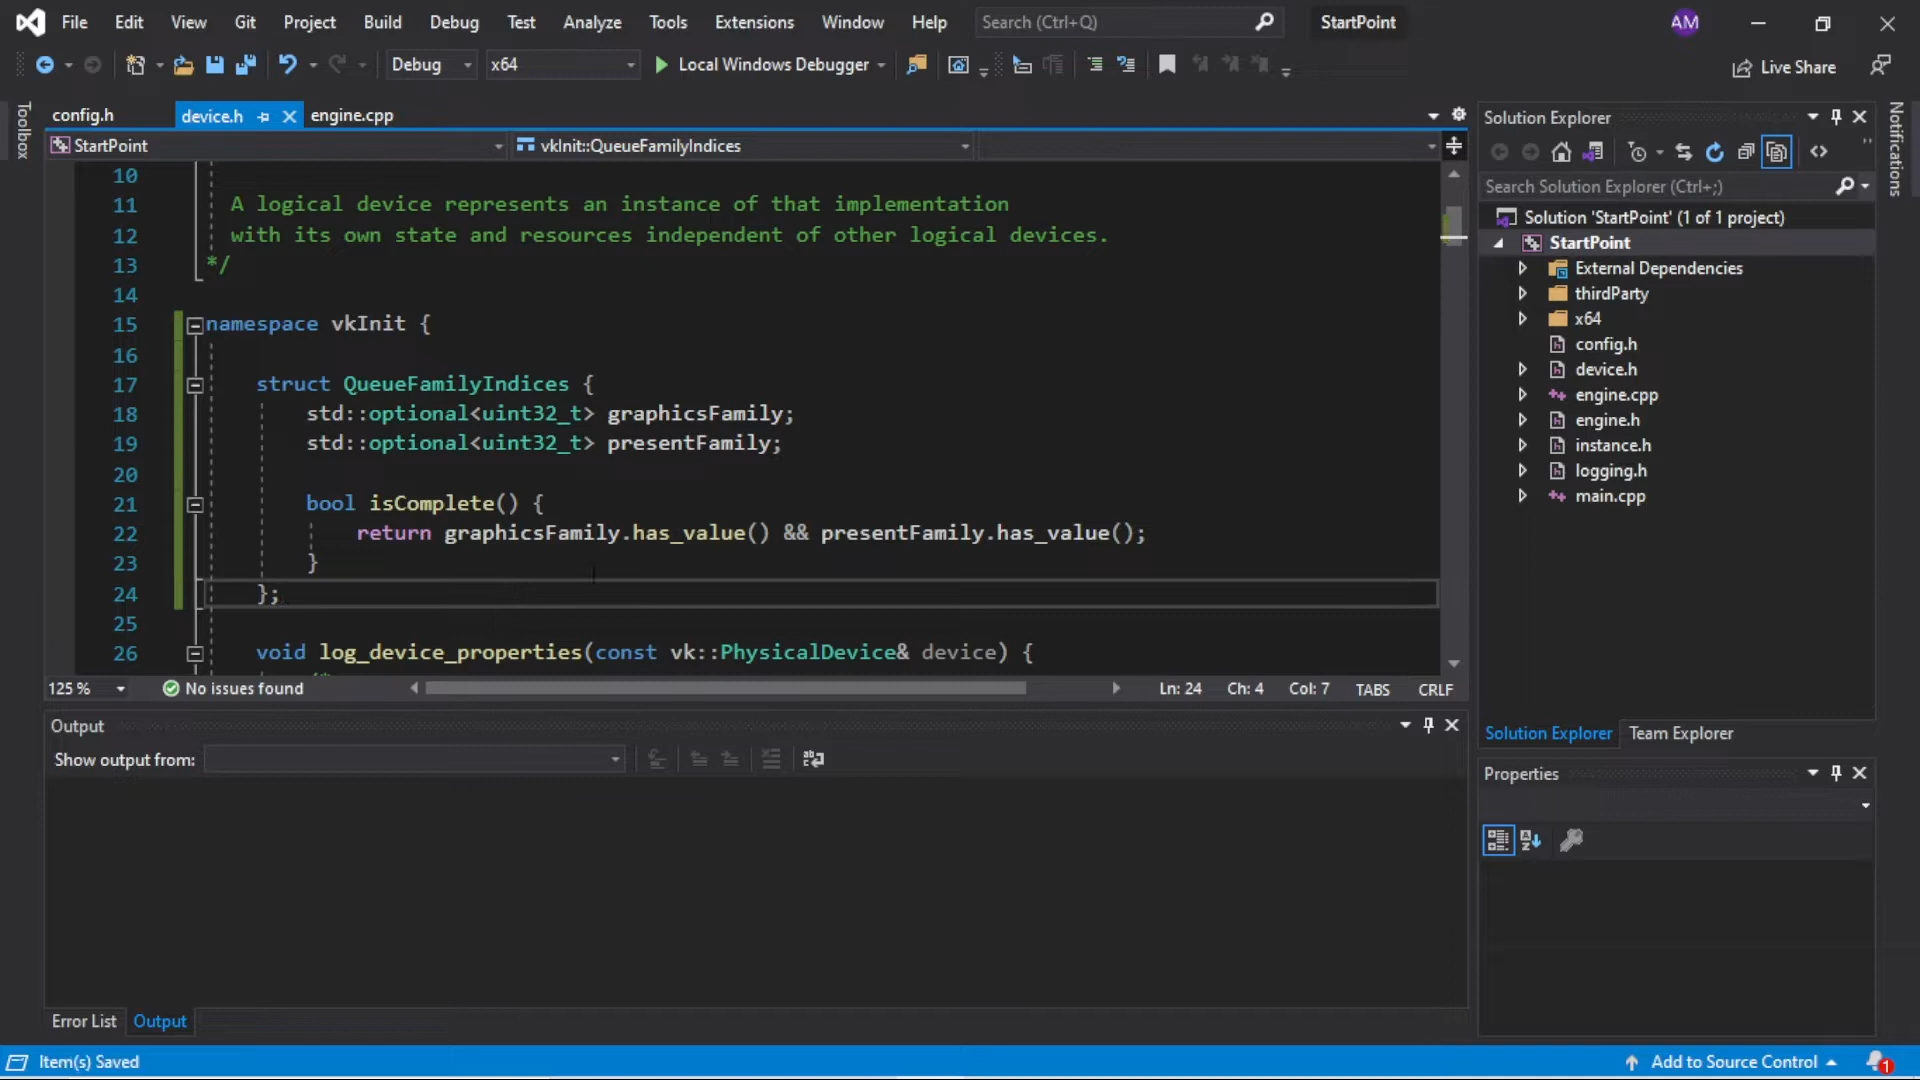 File Edit View Git Project Build Debug Test Analyze Tools Extensions Window Help Search (Ctrl+Q) StartPoint AM
Debug x64 Local Windows Debugger Live Share
Toolbox
config.h device.h engine.cpp
StartPoint vkInit::QueueFamilyIndices
10
11 A logical device represents an instance of that implementation
12 with its own state and resources independent of other logical devices.
13 */
14
15 namespace vkInit {
16
17 struct QueueFamilyIndices {
18 std::optional<uint32_t> graphicsFamily;
19 std::optional<uint32_t> presentFamily;
20
21 bool isComplete() {
22 return graphicsFamily.has_value() && presentFamily.has_value();
23 }
24 };
25
26 void log_device_properties(const vk::PhysicalDevice& device) {
125 % No issues found Ln: 24 Ch: 4 Col: 7 TABS CRLF
Output
Show output from:
Error List Output
Solution Explorer
Search Solution Explorer (Ctrl+;)
Solution 'StartPoint' (1 of 1 project)
StartPoint
External Dependencies
thirdParty
x64
config.h
device.h
engine.cpp
engine.h
instance.h
logging.h
main.cpp
Solution Explorer Team Explorer
Properties
Notifications
Item(s) Saved Add to Source Control 1